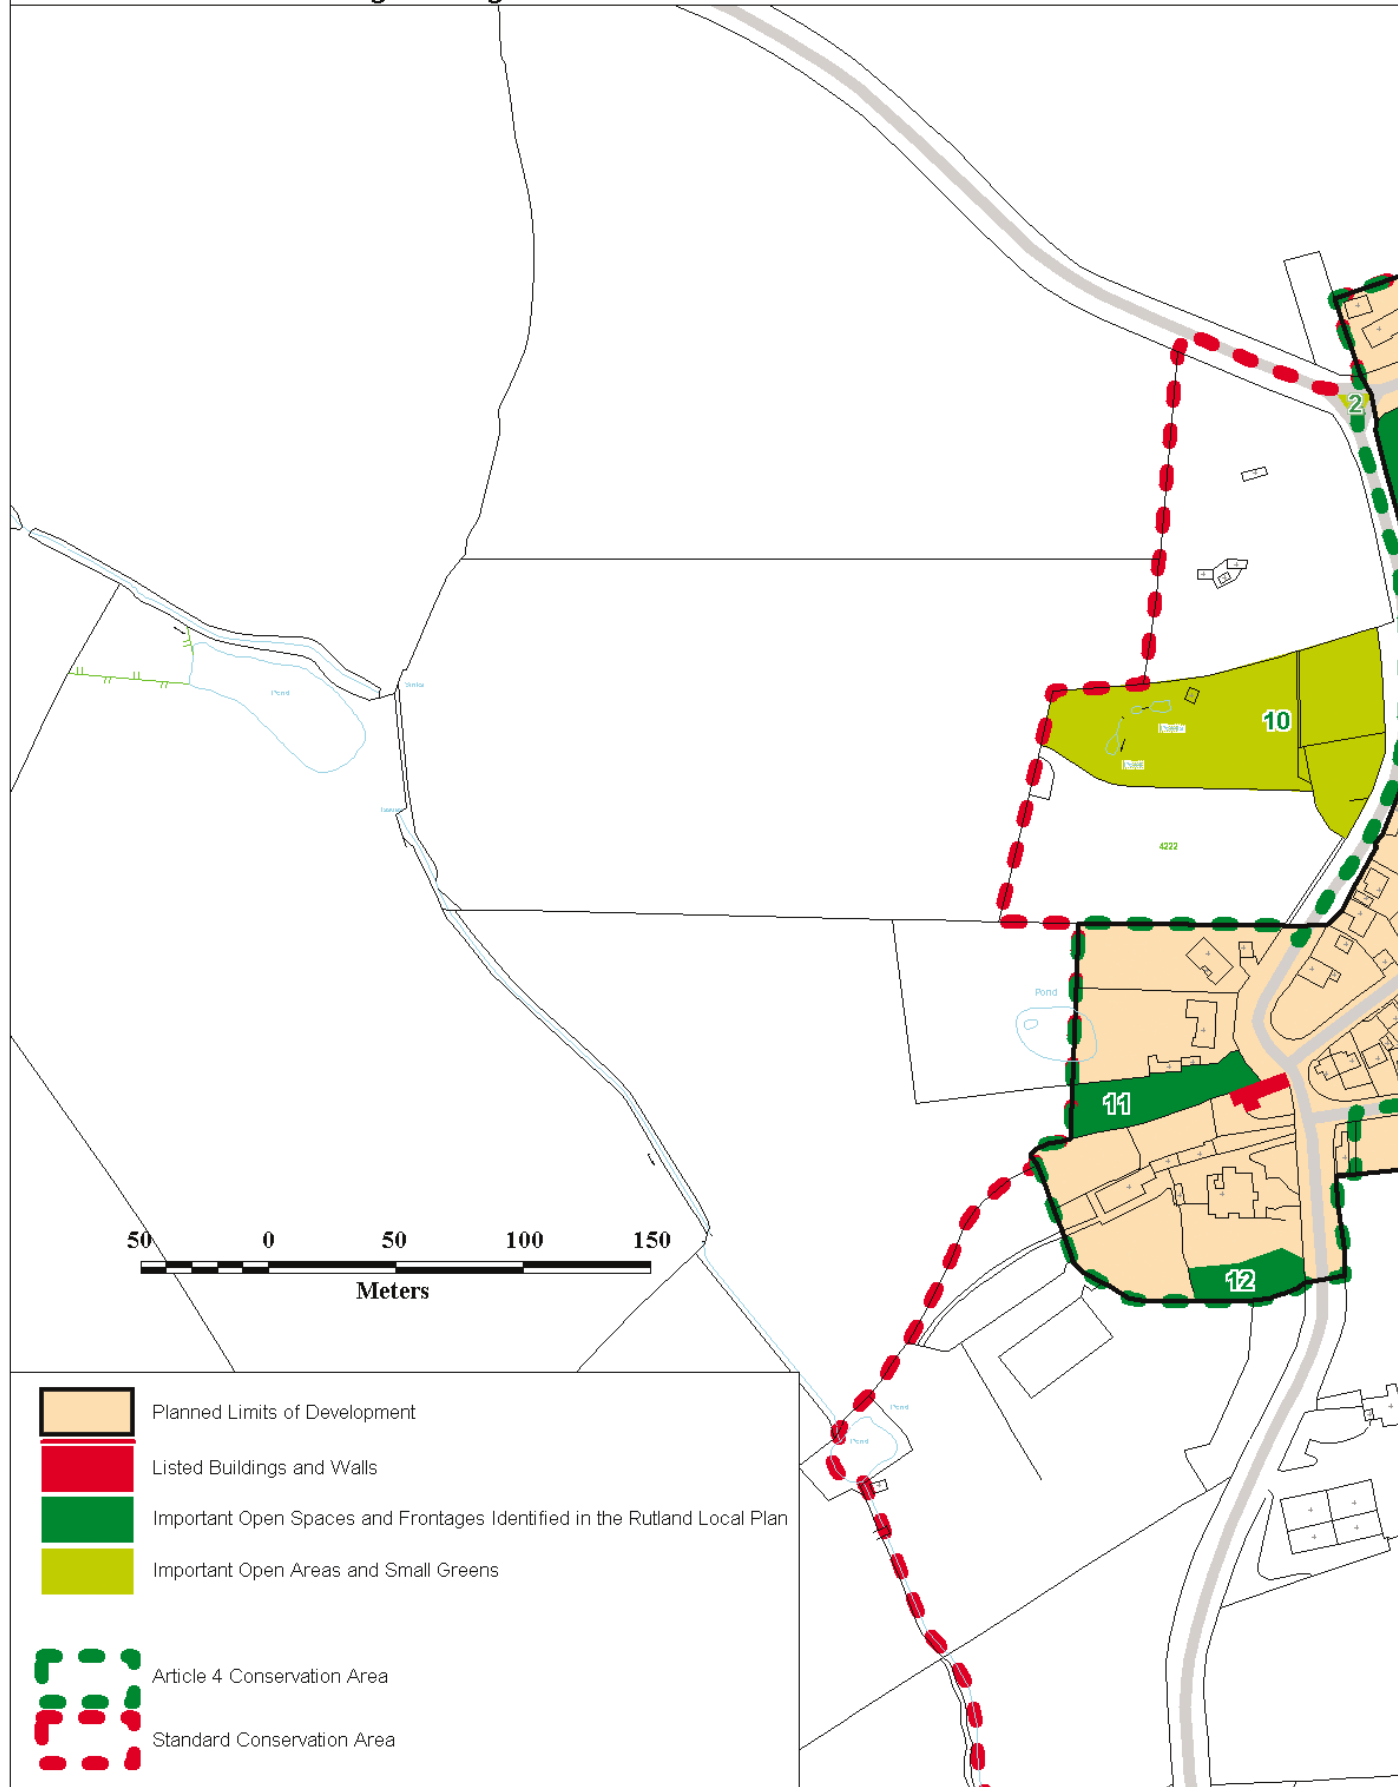 2
10
4222
Pond
Pond
11
12
50 0 50 100 150
Meters
Pond
Pond
Planned Limits of Development
Listed Buildings and Walls
Important Open Spaces and Frontages Identified in the Rutland Local Plan
Important Open Areas and Small Greens
Article 4 Conservation Area
Standard Conservation Area